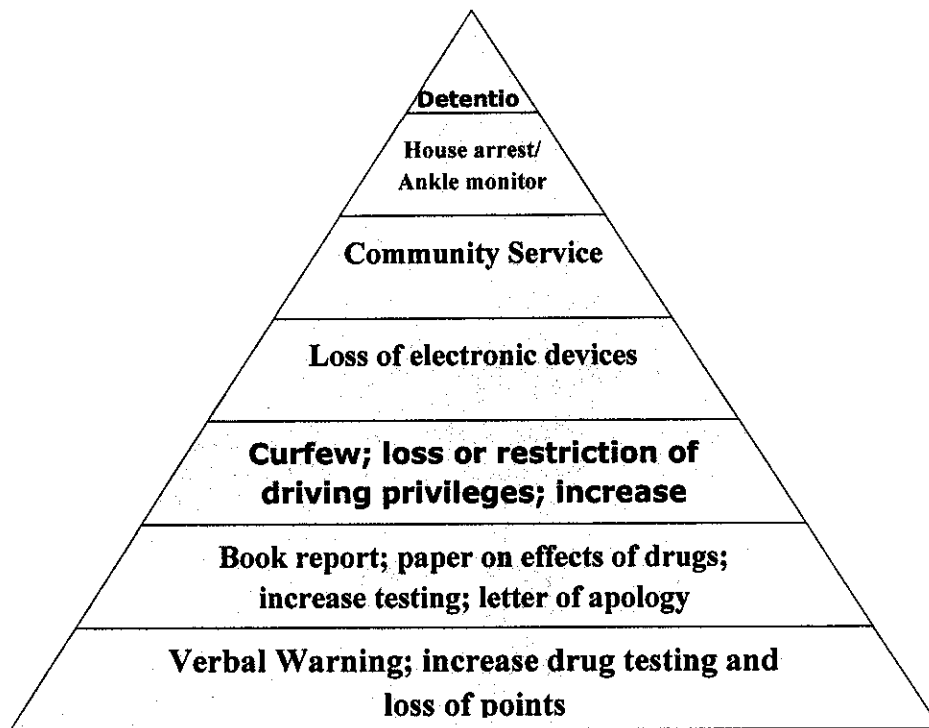 Detentio
House arrest/
Ankle monitor
Community Service
Loss of electronic devices
Curfew; loss or restriction of
driving privileges; increase
Book report; paper on effects of drugs;
increase testing; letter of apology
Verbal Warning; increase drug testing and
loss of points